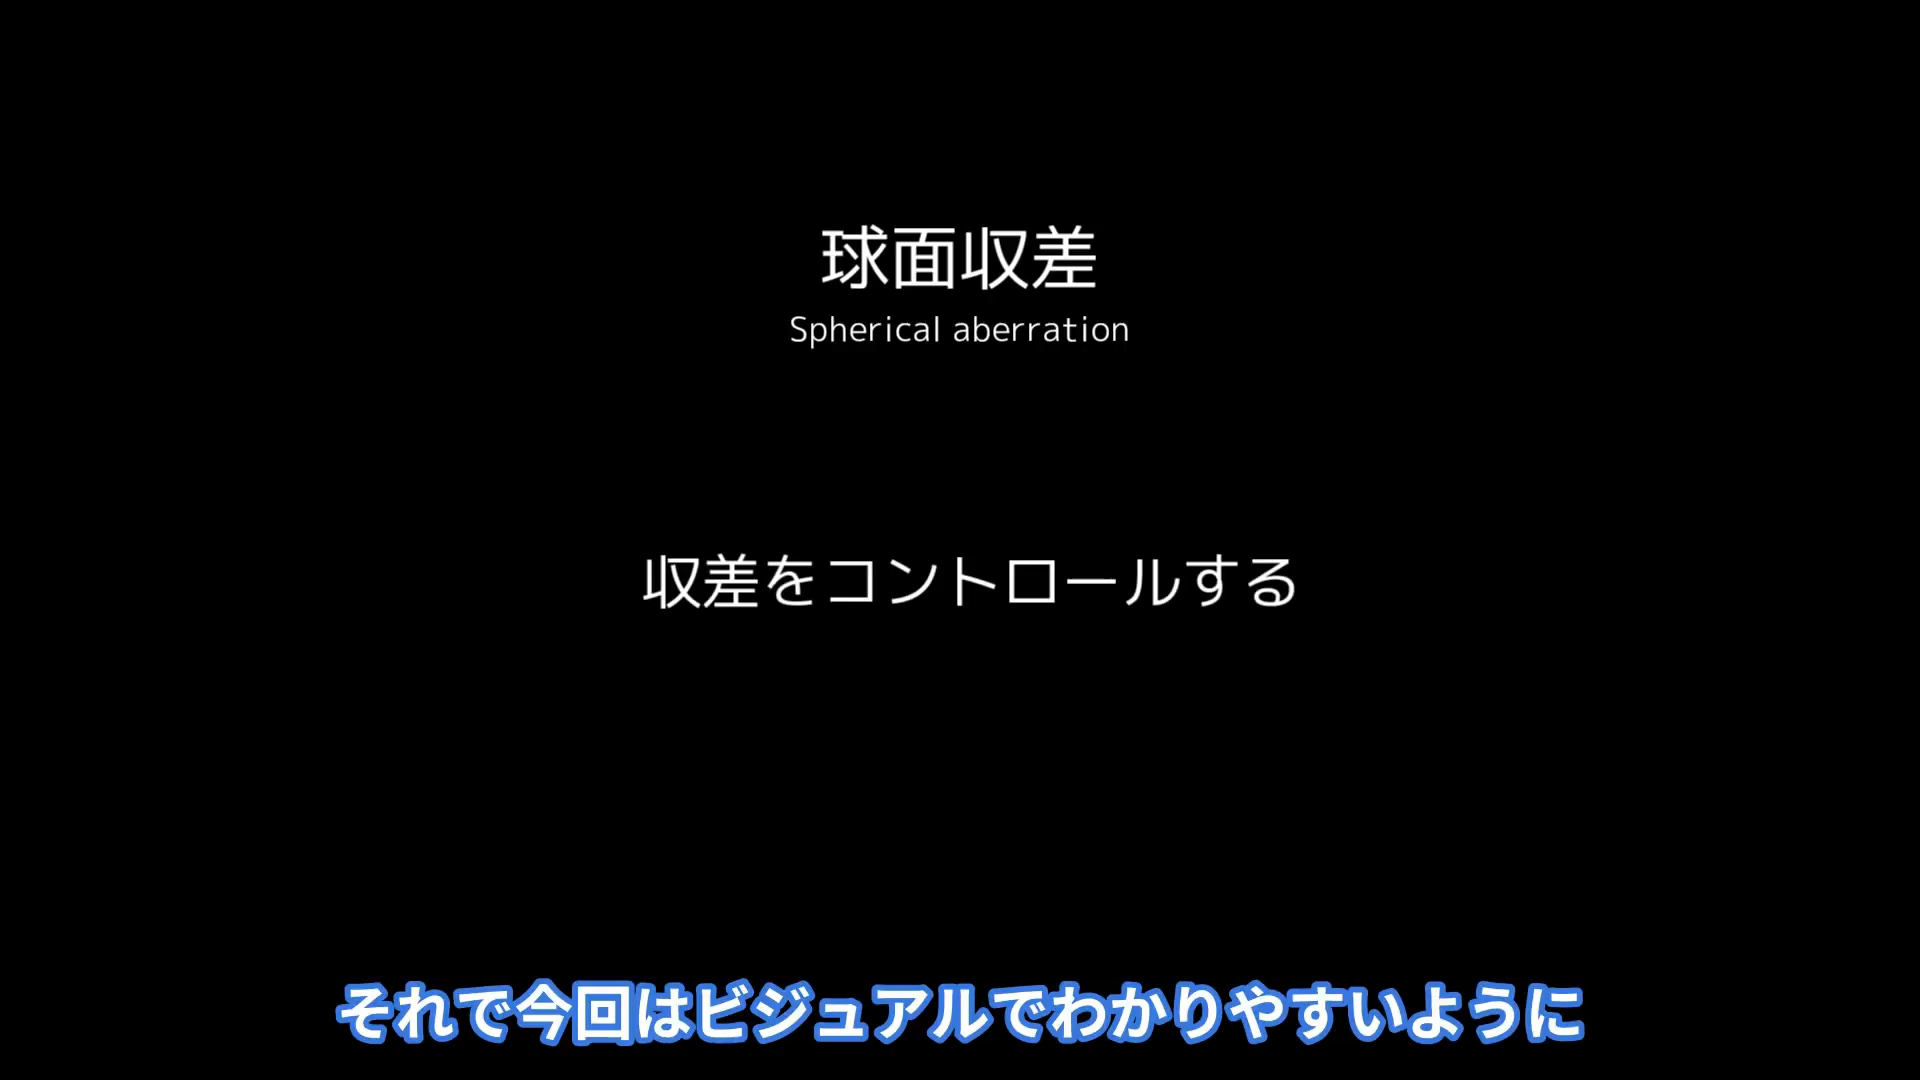 球面収差
Spherical aberration
収差をコントロールする
それで今回はビジュアルでわかりやすいように